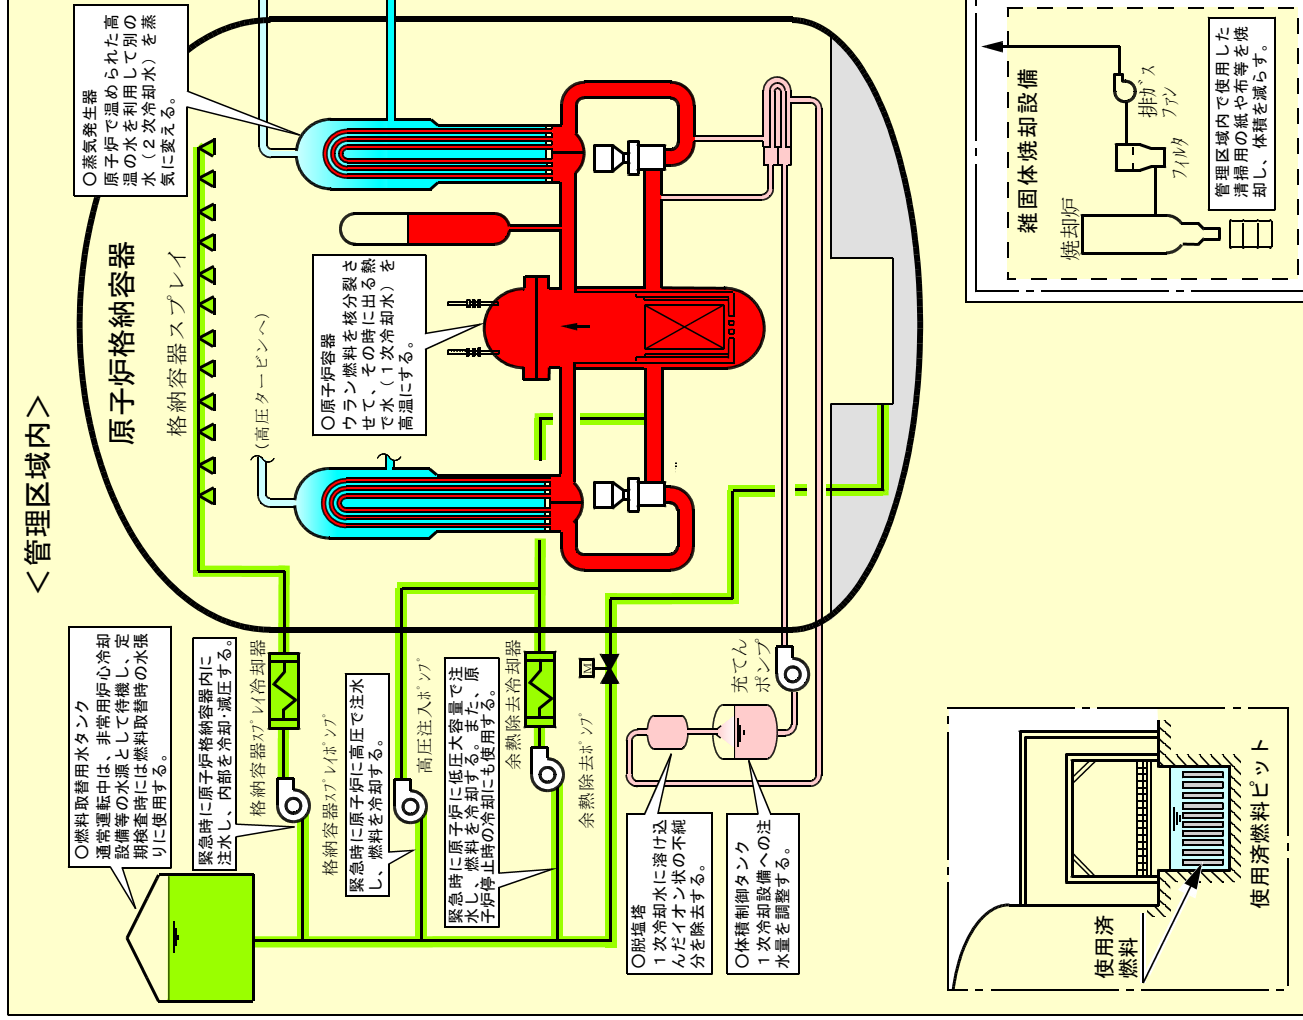 ＜管理区域内＞
○燃料取替用水タンク
通常運転中は、非常用炉心冷却
設備等の水源として待機し、定
期検査時には燃料取替時の水張
りに使用する。
○蒸気発生器
原子炉で温められた高
温の水を利用して別の
水（２次冷却水）を蒸
気に変える。
原子炉格納容器
格納容器スプレイ
緊急時に原子炉格納容器内に
注水し、内部を冷却･減圧する。
格納容器ｽﾌﾟﾚｲ冷却器
(高圧タービンへ)
格納容器ｽﾌﾟﾚｲﾎﾟﾝﾌﾟ
○原子炉容器
ウラン燃料を核分裂さ
せて、その時に出る熱
で水（１次冷却水）を
高温にする。
緊急時に原子炉に高圧で注水
し、燃料を冷却する。
高圧注入ﾎﾟﾝﾌﾟ
緊急時に原子炉に低圧大容量で注
水し、燃料を冷却する。また、原
子炉停止時の冷却にも使用する。
余熱除去冷却器
M
余熱除去ﾎﾟﾝﾌﾟ
○脱塩塔
１次冷却水に溶け込
んだイオン状の不純
分を除去する。
充てん
ポンプ
○体積制御タンク
１次冷却設備への注
水量を調整する。
雑固体焼却設備
焼却炉
排ｶﾞｽ
ﾌｧﾝ
ﾌｨﾙﾀ
管理区域内で使用した
清掃用の紙や布等を焼
却し、体積を減らす。
使用済
燃料
使用済燃料ピット